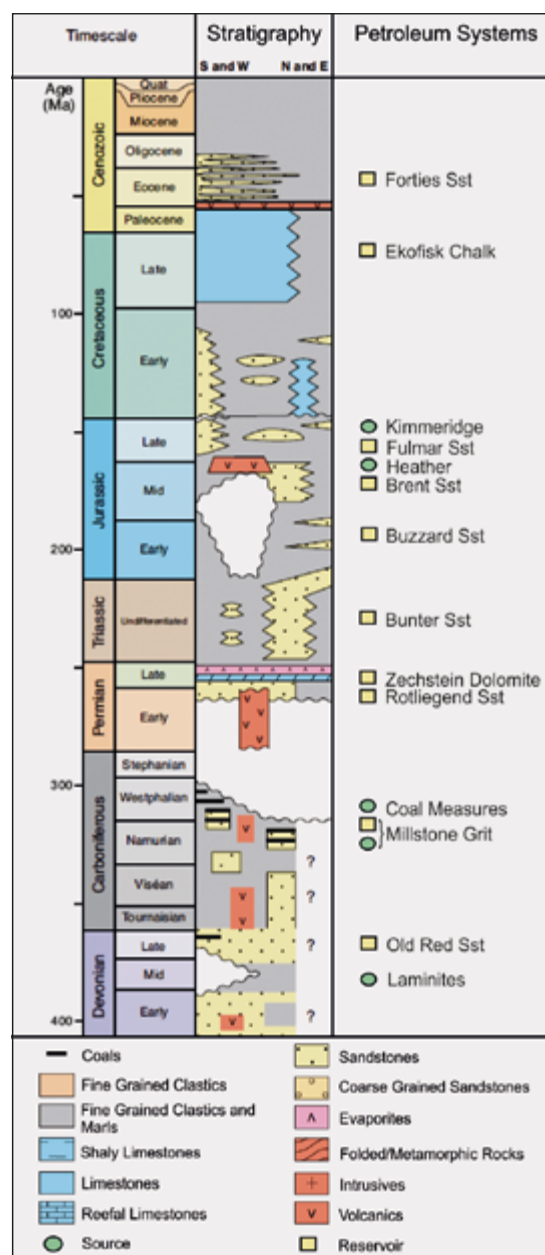 Timescale
Stratigraphy
Petroleum Systems
S and W
N and E
Age
(Ma)
Quat
Pliocene
Miocene
Oligocene
Eocene
Paleocene
Cenozoic
Forties Sst
Ekofisk Chalk
Late
100
Early
Cretaceous
Kimmeridge
Late
Fulmar Sst
Heather
Mid
Brent Sst
Jurassic
Buzzard Sst
Early
200
Undifferentiated
Triassic
Bunter Sst
Late
Zechstein Dolomite
Rotliegend Sst
Early
Permian
Stephanian
300
Westphalian
Coal Measures
Millstone Grit
Namurian
?
Carboniferous
Viséan
?
Tournaisian
Late
?
Old Red Sst
Mid
Laminites
Devonian
Early
?
400
Coals
Fine Grained Clastics
Fine Grained Clastics and
Marls
Shaly Limestones
Limestones
Reefal Limestones
Source
Sandstones
Coarse Grained Sandstones
Evaporites
Folded/Metamorphic Rocks
Intrusives
Volcanics
Reservoir